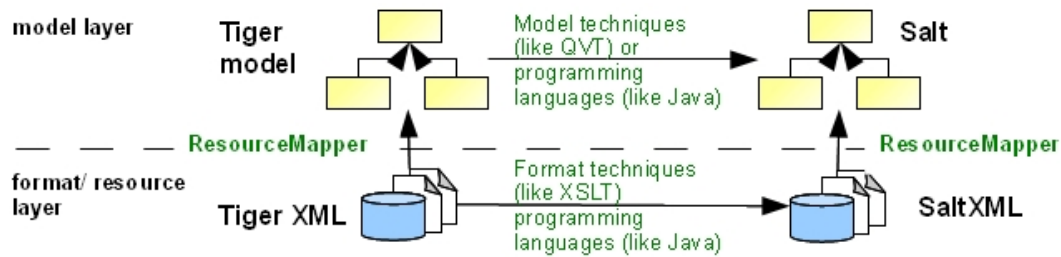 model layer
Tiger
model
Model techniques
(like QVT) or
programming
languages (like Java)
Salt
ResourceMapper
ResourceMapper
format/ resource
layer
Tiger XML
Format techniques
(like XSLT)
programming
languages (like Java)
SaltXML